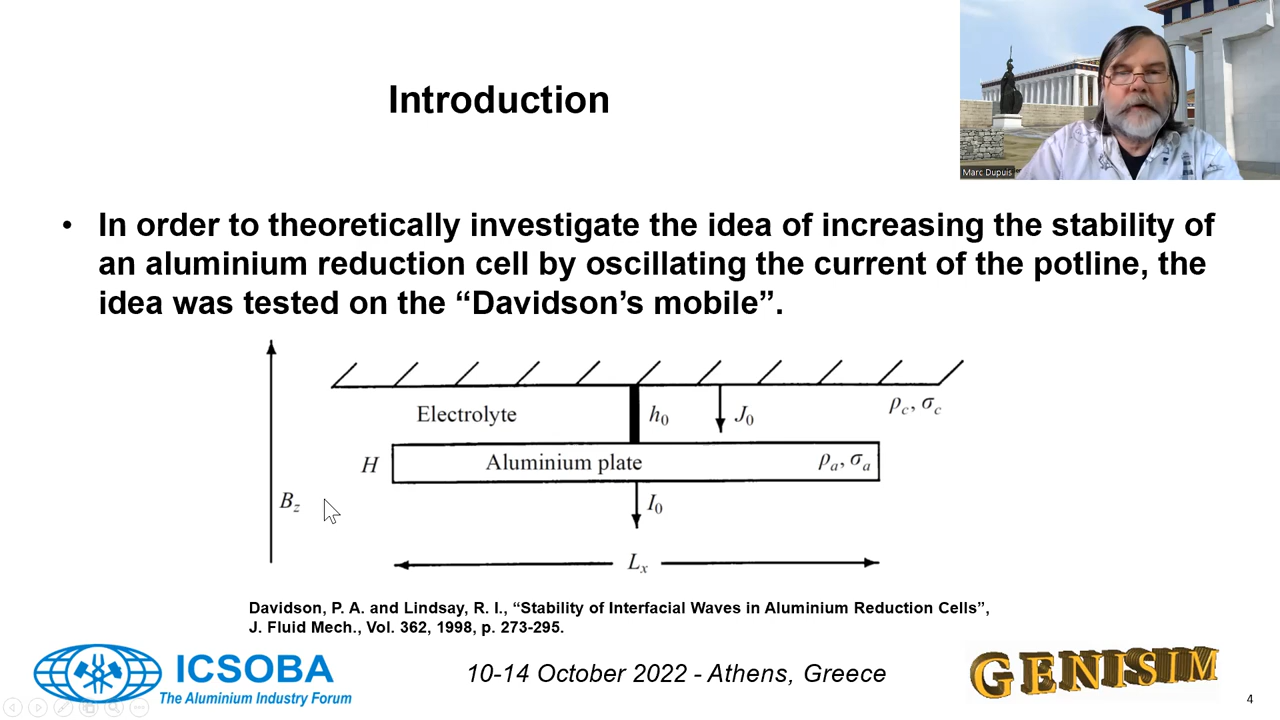 Introduction
Marc Dupuis
• In order to theoretically investigate the idea of increasing the stability of
an aluminium reduction cell by oscillating the current of the potline, the
idea was tested on the “Davidson’s mobile”.
Electrolyte
h₀
J₀
ρc, σc
H
Aluminium plate
ρa, σa
Bz
I₀
Lx
Davidson, P. A. and Lindsay, R. I., “Stability of Interfacial Waves in Aluminium Reduction Cells”,
J. Fluid Mech., Vol. 362, 1998, p. 273-295.
ICSOBA
The Aluminium Industry Forum
10-14 October 2022 - Athens, Greece
GENISIM
4